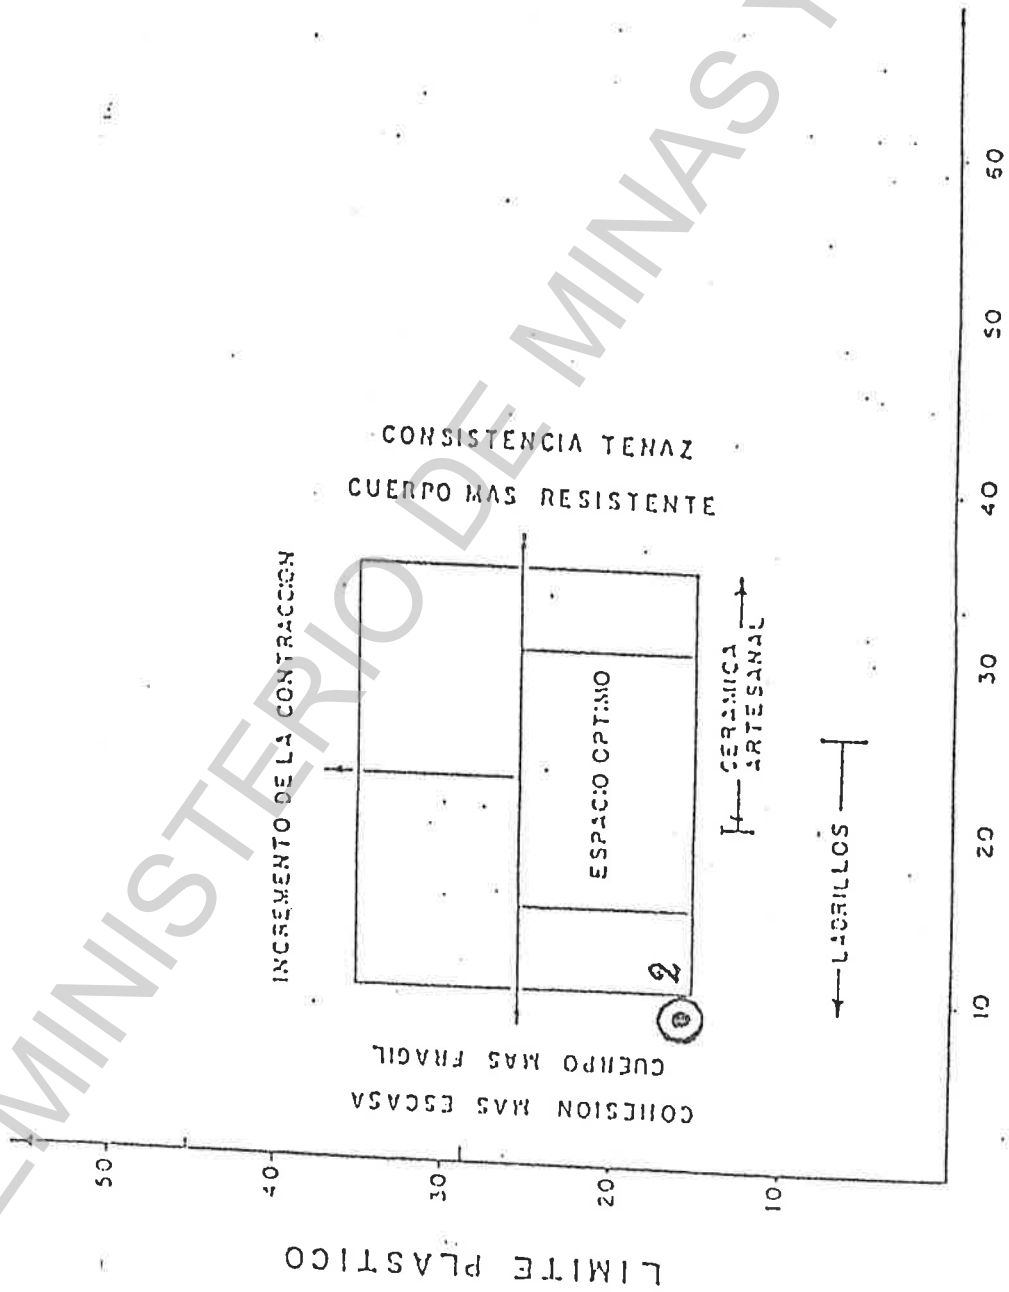 INCREMENTO DE LA CONTRACCION
CONSISTENCIA TENAZ
CUERPO MAS RESISTENTE
ESPACIO OPTIMO
CERAMICA
ARTESANAL
LADRILLOS
2
CUERPO MAS FRAGIL
COHESION MAS ESCASA
LIMITE PLASTICO
50
40
30
20
10
10
20
30
40
50
60
MINISTERIO DE MINAS Y